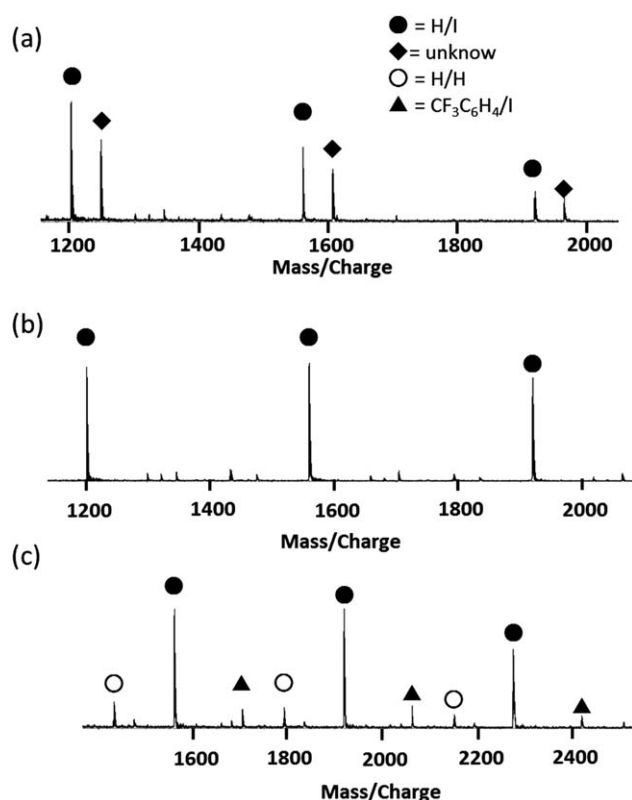 (a)
= H/I
= unknow
= H/H
= CF₃C₆H₄/I
1200 1400 1600 1800 2000
Mass/Charge
(b)
1200 1400 1600 1800 2000
Mass/Charge
(c)
1600 1800 2000 2200 2400
Mass/Charge